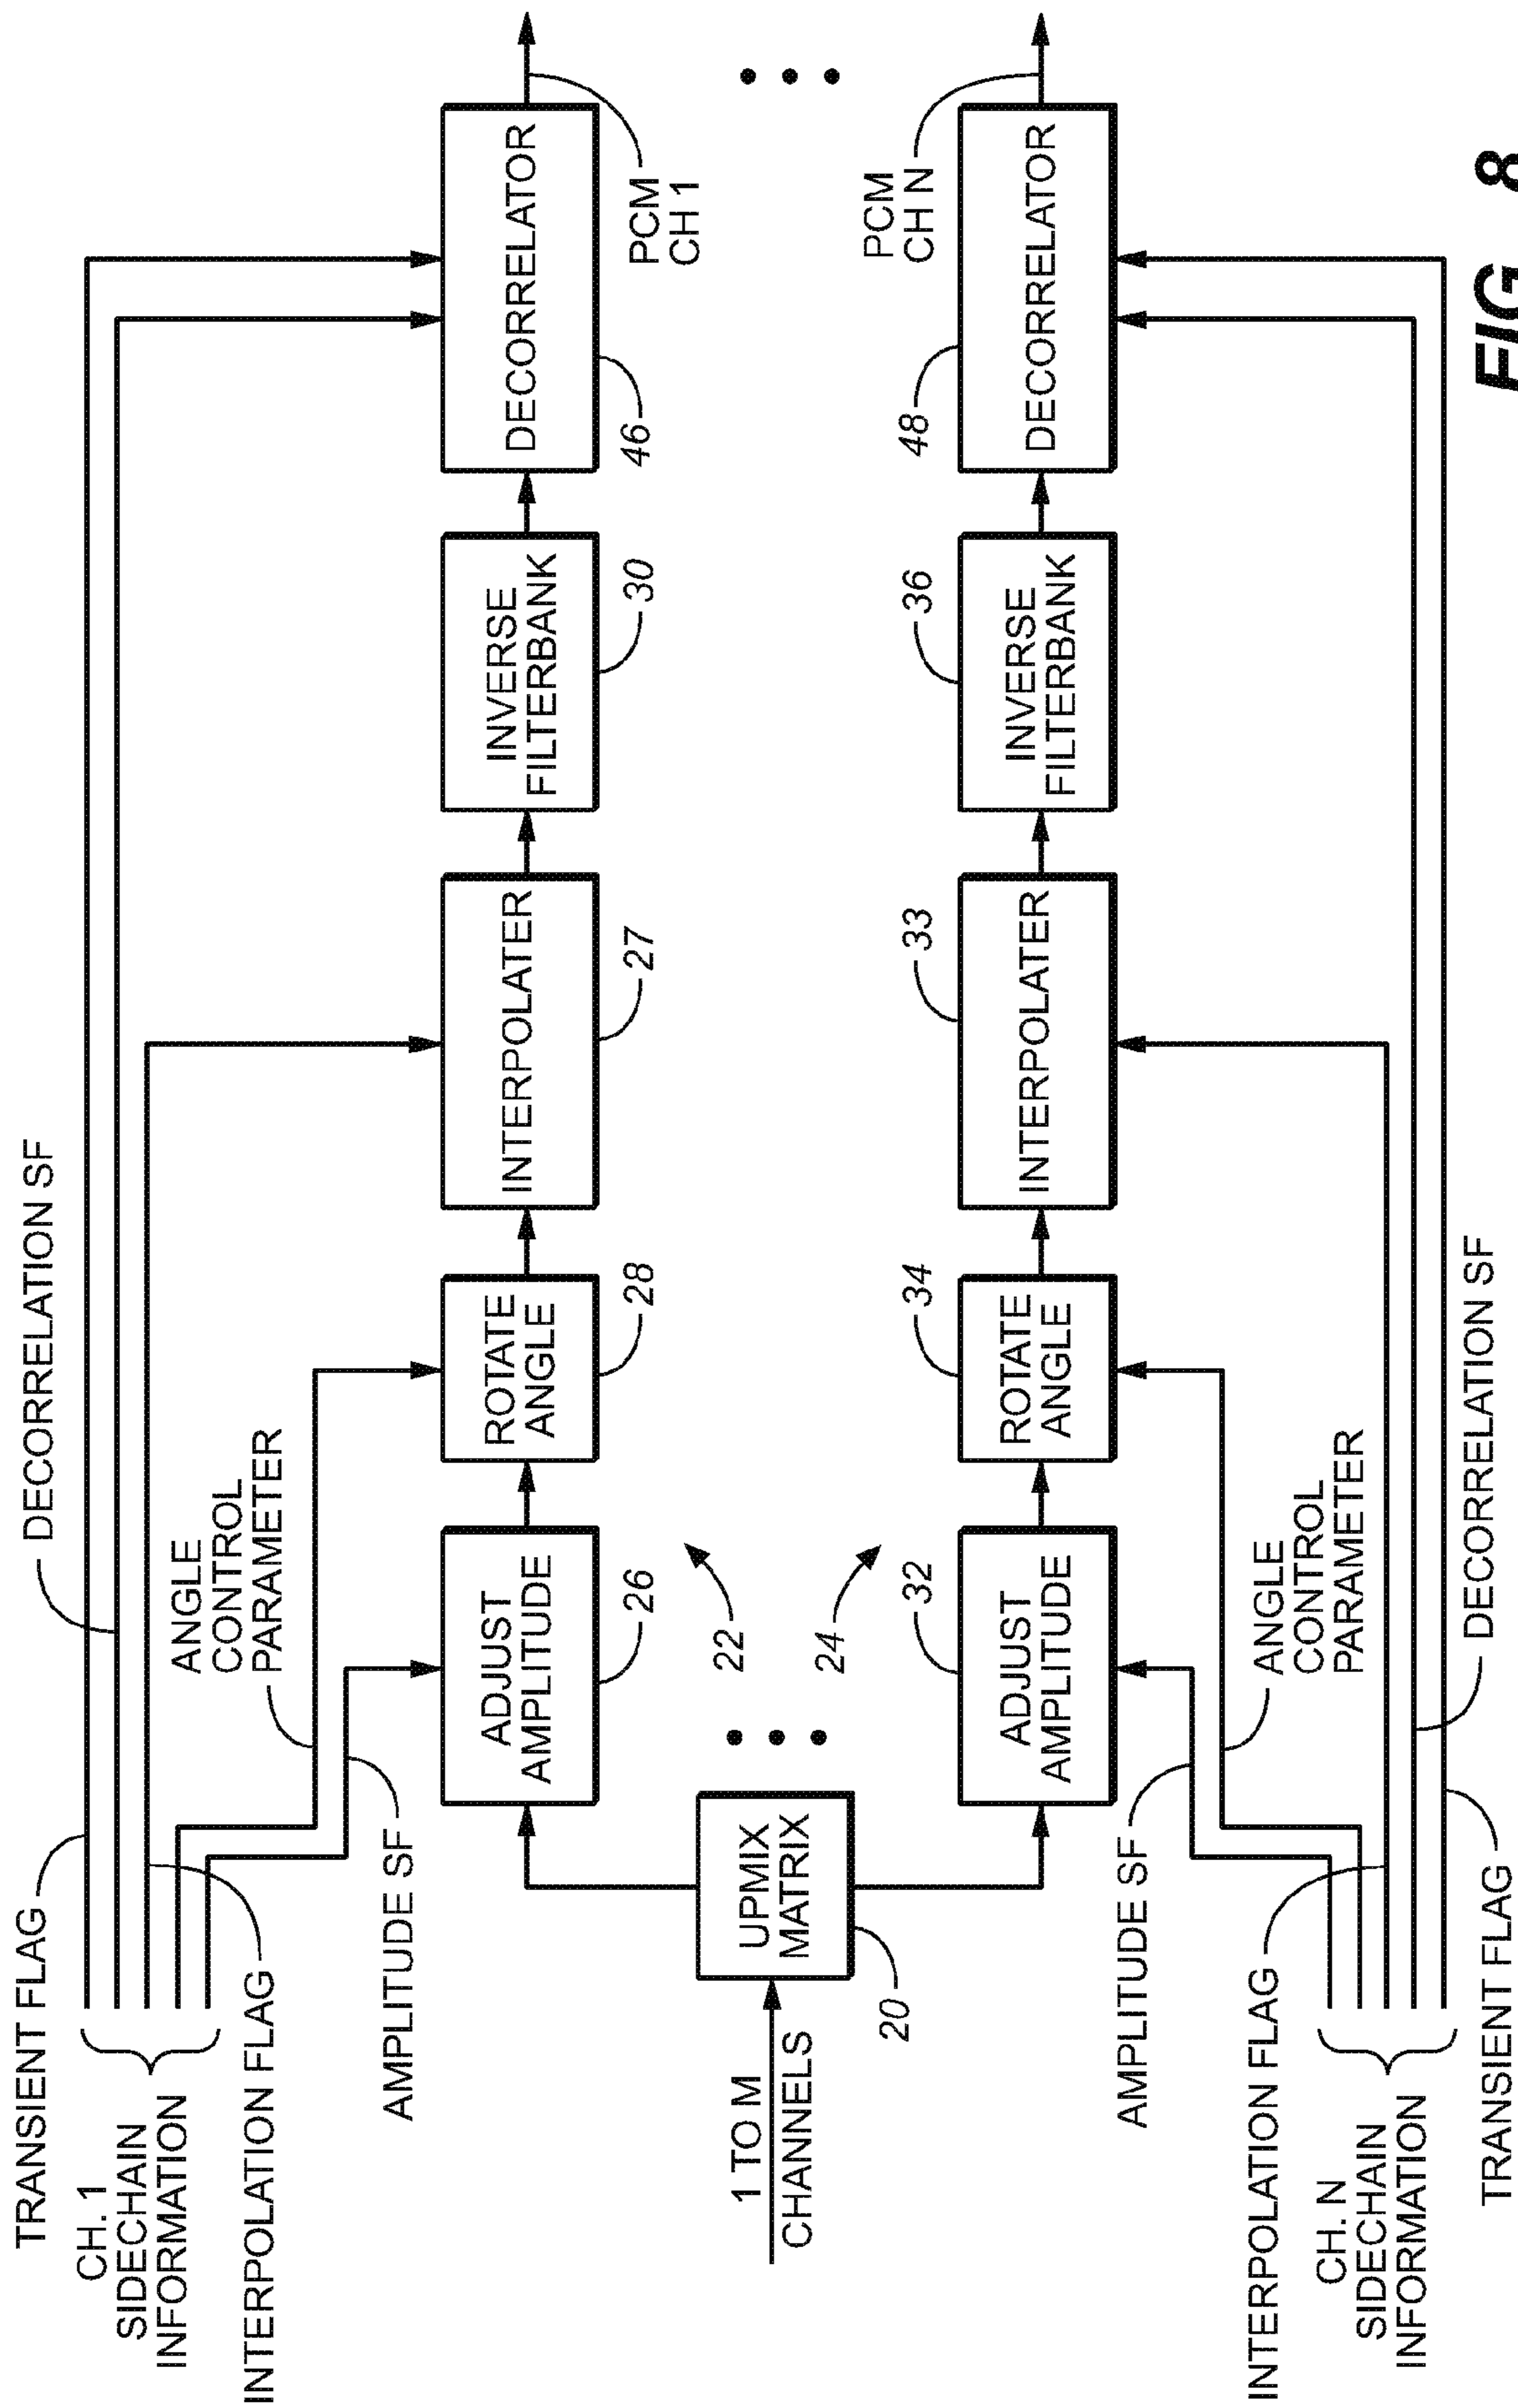 TRANSIENT FLAG
DECORRELATION SF
CH. 1
SIDECHAIN
INFORMATION
ANGLE
CONTROL
PARAMETER
INTERPOLATION FLAG
AMPLITUDE SF
ADJUST
AMPLITUDE
26
ROTATE
ANGLE
28
INTERPOLATER
27
INVERSE
FILTERBANK
30
DECORRELATOR
46
PCM
CH 1
22
1 TO M
CHANNELS
UPMIX
MATRIX
20
24
AMPLITUDE SF
32
ADJUST
AMPLITUDE
34
ROTATE
ANGLE
33
INTERPOLATER
36
INVERSE
FILTERBANK
48
DECORRELATOR
PCM
CH N
INTERPOLATION FLAG
ANGLE
CONTROL
PARAMETER
CH. N
SIDECHAIN
INFORMATION
DECORRELATION SF
TRANSIENT FLAG
FIG_8